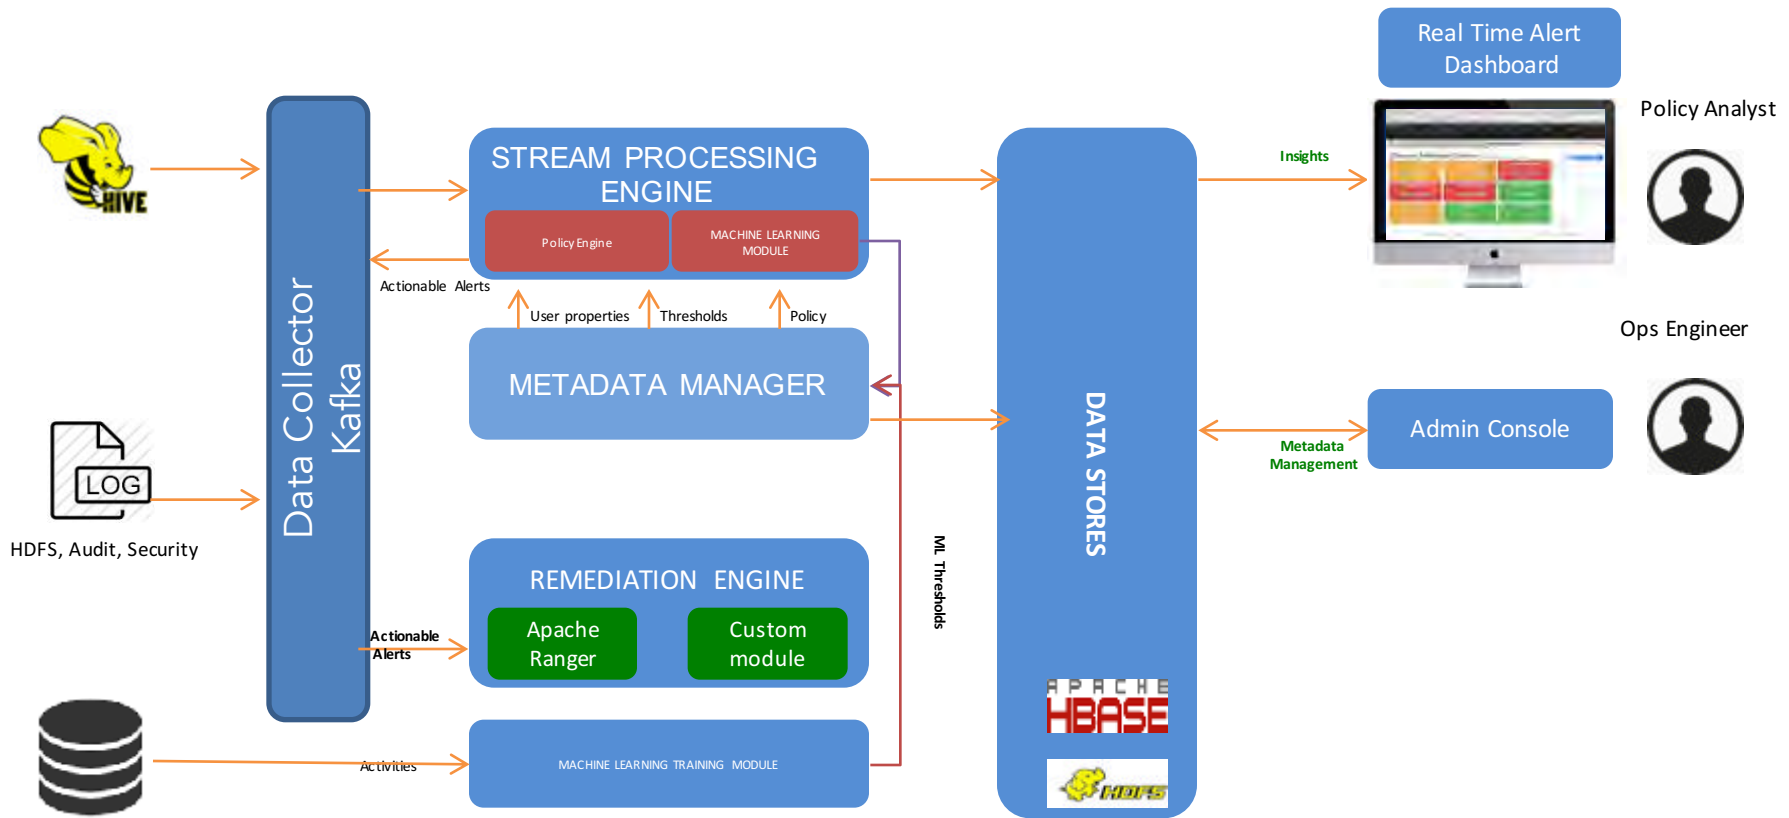 Real Time Alert
Dashboard
Policy Analyst
HIVE
STREAM PROCESSING
ENGINE
Policy Engine
MACHINE LEARNING
MODULE
Insights
Actionable Alerts
User properties
Thresholds
Policy
Ops Engineer
METADATA MANAGER
Data Collector
Kafka
DATA STORES
Admin Console
Metadata
Management
LOG
HDFS, Audit, Security
ML Thresholds
REMEDIATION ENGINE
Actionable
Alerts
Apache
Ranger
Custom
module
APACHE
HBASE
Activities
MACHINE LEARNING TRAINING MODULE
HDFS